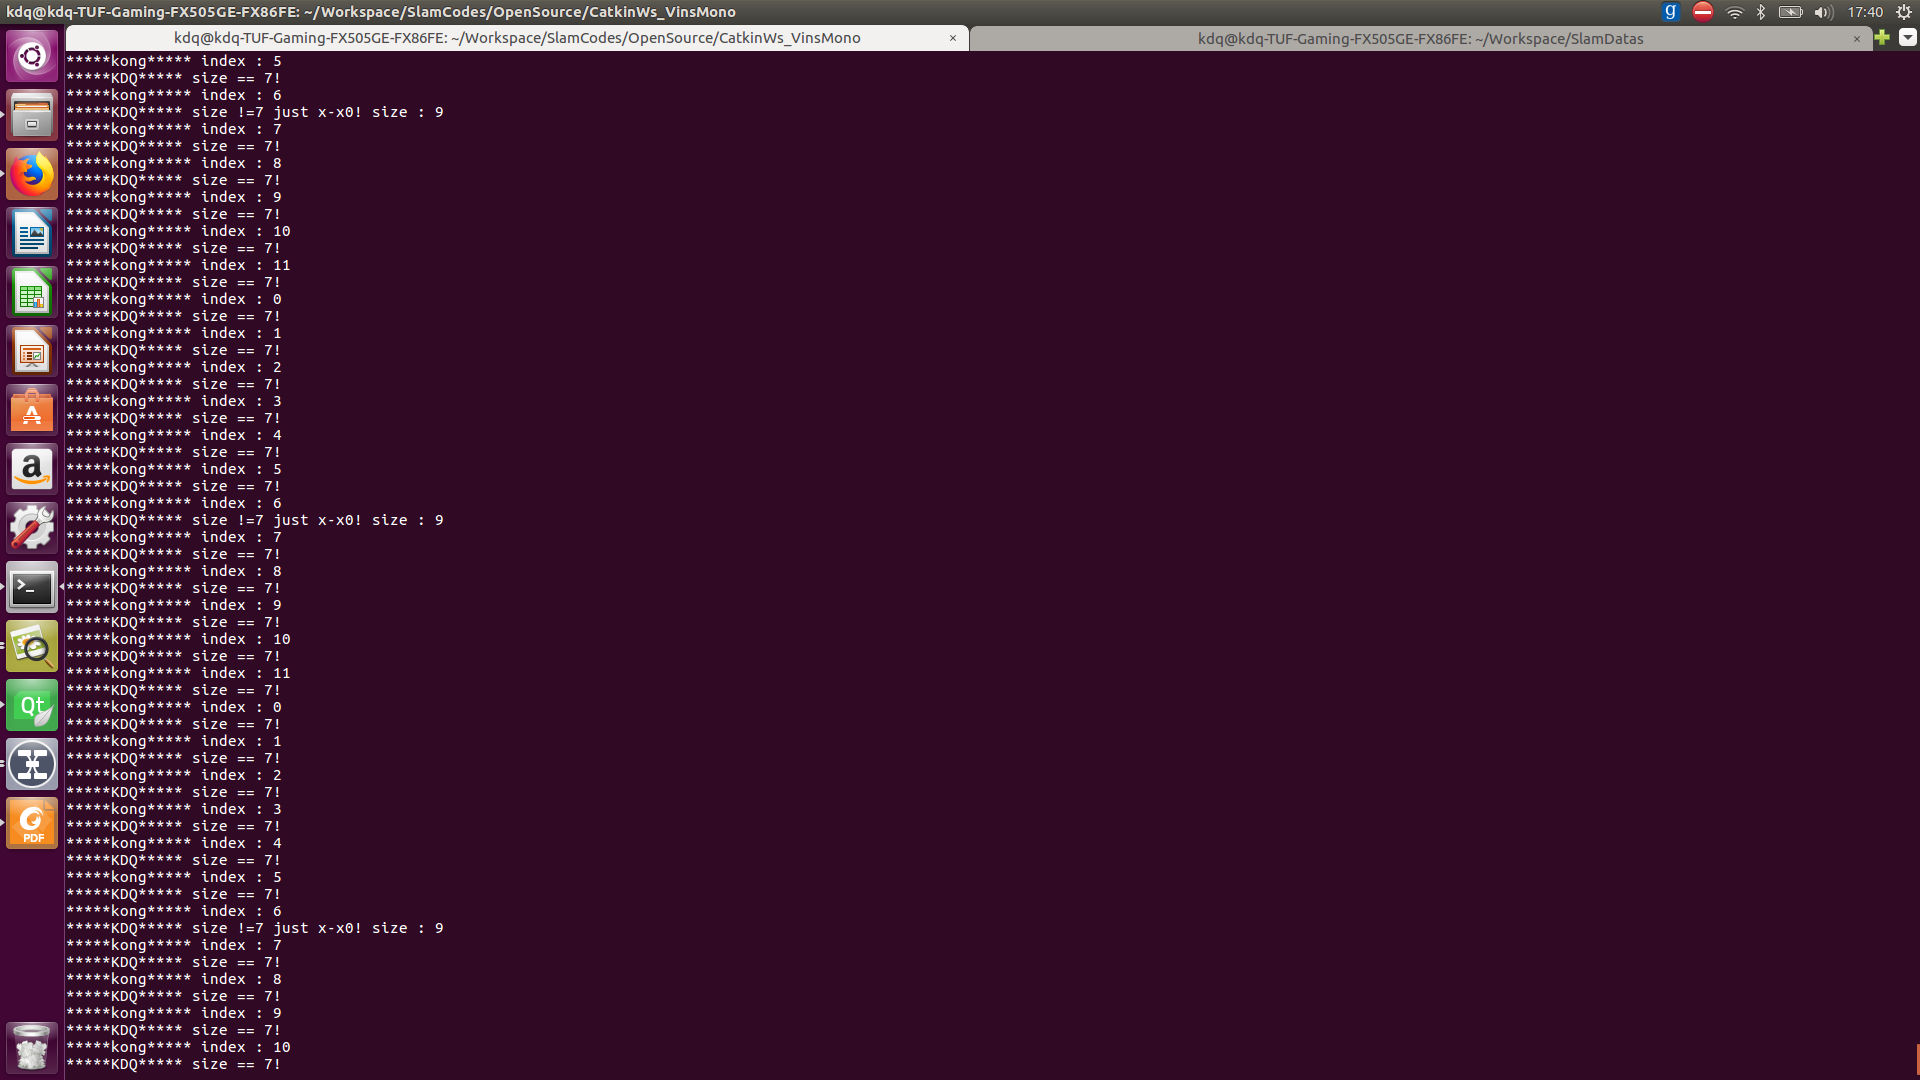 kdq@kdq-TUF-Gaming-FX505GE-FX86FE: ~/Workspace/SlamCodes/OpenSource/CatkinWs_VinsMono
17:40
kdq@kdq-TUF-Gaming-FX505GE-FX86FE: ~/Workspace/SlamCodes/OpenSource/CatkinWs_VinsMono
kdq@kdq-TUF-Gaming-FX505GE-FX86FE: ~/Workspace/SlamDatas
*****kong***** index : 5
*****KDQ***** size == 7!
*****kong***** index : 6
*****KDQ***** size !=7 just x-x0! size : 9
*****kong***** index : 7
*****KDQ***** size == 7!
*****kong***** index : 8
*****KDQ***** size == 7!
*****kong***** index : 9
*****KDQ***** size == 7!
*****kong***** index : 10
*****KDQ***** size == 7!
*****kong***** index : 11
*****KDQ***** size == 7!
*****kong***** index : 0
*****KDQ***** size == 7!
*****kong***** index : 1
*****KDQ***** size == 7!
*****kong***** index : 2
*****KDQ***** size == 7!
*****kong***** index : 3
*****KDQ***** size == 7!
*****kong***** index : 4
*****KDQ***** size == 7!
*****kong***** index : 5
*****KDQ***** size == 7!
*****kong***** index : 6
*****KDQ***** size !=7 just x-x0! size : 9
*****kong***** index : 7
*****KDQ***** size == 7!
*****kong***** index : 8
*****KDQ***** size == 7!
*****kong***** index : 9
*****KDQ***** size == 7!
*****kong***** index : 10
*****KDQ***** size == 7!
*****kong***** index : 11
*****KDQ***** size == 7!
*****kong***** index : 0
*****KDQ***** size == 7!
*****kong***** index : 1
*****KDQ***** size == 7!
*****kong***** index : 2
*****KDQ***** size == 7!
*****kong***** index : 3
*****KDQ***** size == 7!
*****kong***** index : 4
*****KDQ***** size == 7!
*****kong***** index : 5
*****KDQ***** size == 7!
*****kong***** index : 6
*****KDQ***** size !=7 just x-x0! size : 9
*****kong***** index : 7
*****KDQ***** size == 7!
*****kong***** index : 8
*****KDQ***** size == 7!
*****kong***** index : 9
*****KDQ***** size == 7!
*****kong***** index : 10
*****KDQ***** size == 7!
Qt
PDF